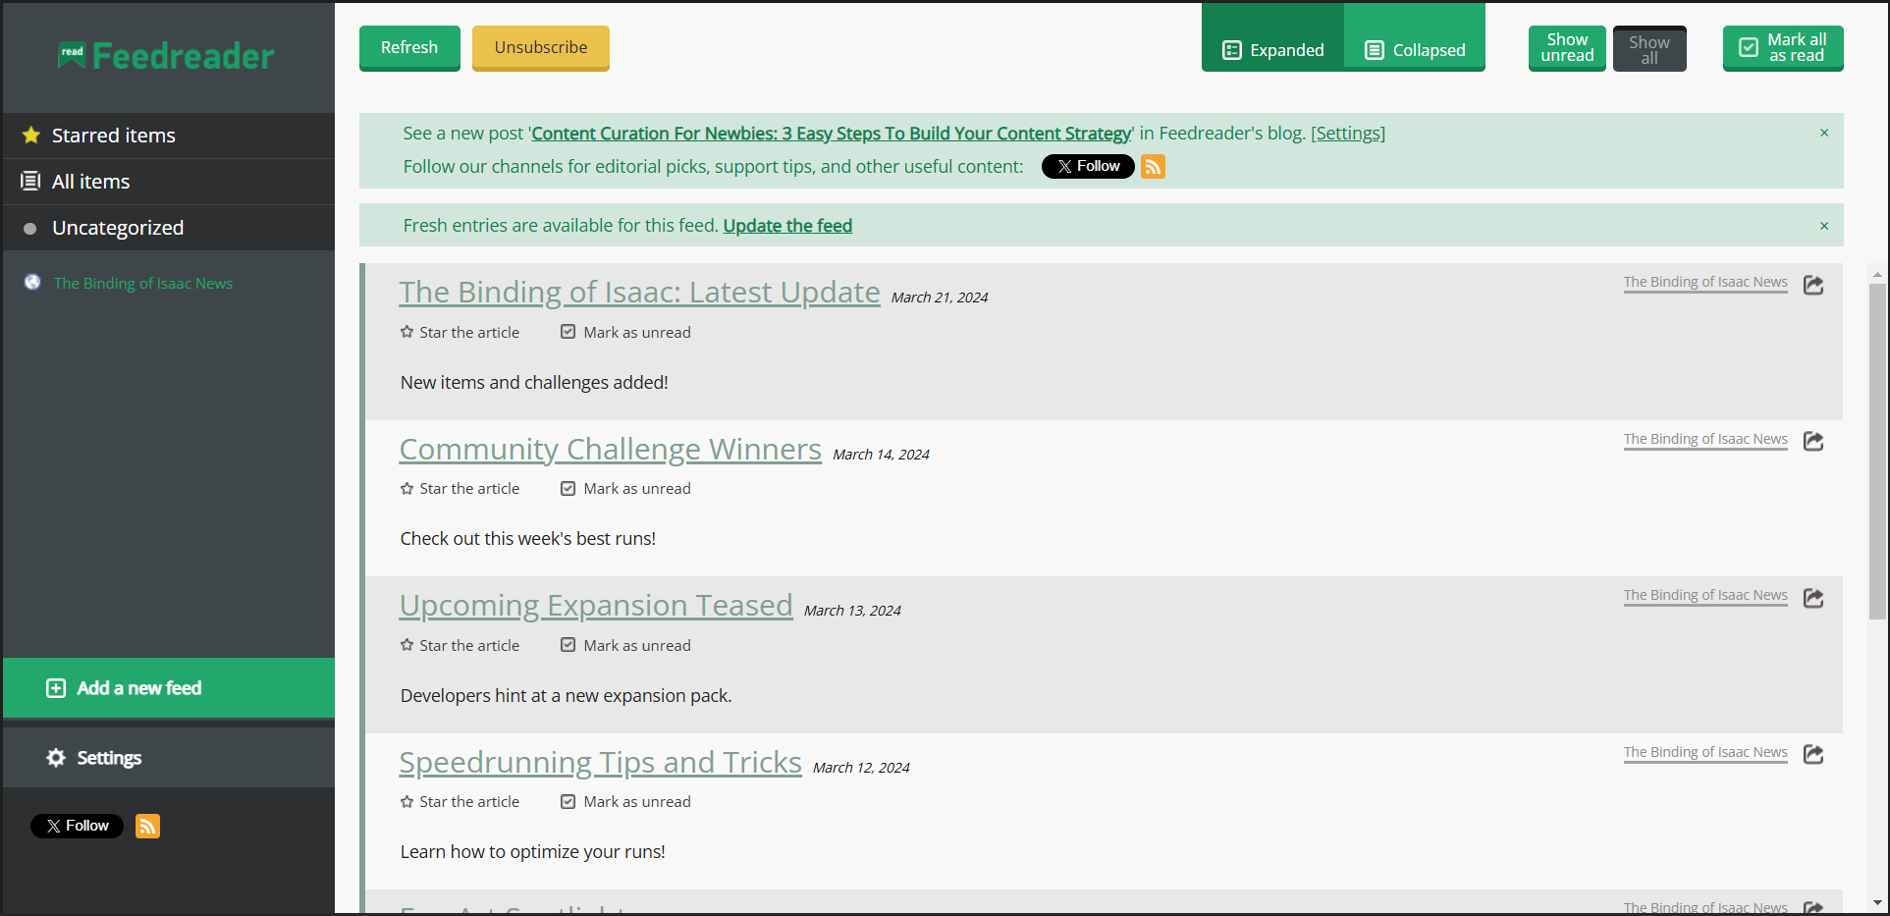 read Feedreader
Starred items
All items
Uncategorized
The Binding of Isaac News
Add a new feed
Settings
X Follow
Refresh
Unsubscribe
Expanded
Collapsed
Show
unread
Show
all
Mark all
as read
See a new post 'Content Curation For Newbies: 3 Easy Steps To Build Your Content Strategy' in Feedreader's blog. [Settings]
×
Follow our channels for editorial picks, support tips, and other useful content: X Follow
Fresh entries are available for this feed. Update the feed
×
The Binding of Isaac: Latest Update March 21, 2024
The Binding of Isaac News
Star the article Mark as unread
New items and challenges added!
Community Challenge Winners March 14, 2024
The Binding of Isaac News
Star the article Mark as unread
Check out this week's best runs!
Upcoming Expansion Teased March 13, 2024
The Binding of Isaac News
Star the article Mark as unread
Developers hint at a new expansion pack.
Speedrunning Tips and Tricks March 12, 2024
The Binding of Isaac News
Star the article Mark as unread
Learn how to optimize your runs!
Fan Art Spotlight
The Binding of Isaac News